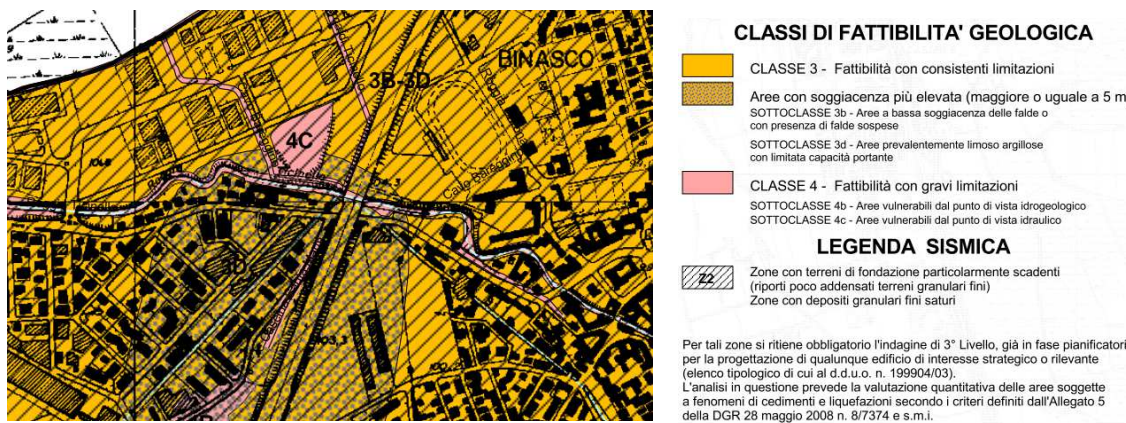 BINASCO
3B-3D
4C
3D
CLASSI DI FATTIBILITA' GEOLOGICA
CLASSE 3 - Fattibilità con consistenti limitazioni
Aree con soggiacenza più elevata (maggiore o uguale a 5 m
SOTTOCLASSE 3b - Aree a bassa soggiacenza delle falde o
con presenza di falde sospese
SOTTOCLASSE 3d - Aree prevalentemente limoso argillose
con limitata capacità portante
CLASSE 4 - Fattibilità con gravi limitazioni
SOTTOCLASSE 4b - Aree vulnerabili dal punto di vista idrogeologico
SOTTOCLASSE 4c - Aree vulnerabili dal punto di vista idraulico
LEGENDA SISMICA
Z2
Zone con terreni di fondazione particolarmente scadenti
(riporti poco addensati terreni granulari fini)
Zone con depositi granulari fini saturi
Per tali zone si ritiene obbligatorio l'indagine di 3° Livello, già in fase pianificatori
per la progettazione di qualunque edificio di interesse strategico o rilevante
(elenco tipologico di cui al d.d.u.o. n. 199904/03).
L'analisi in questione prevede la valutazione quantitativa delle aree soggette
a fenomeni di cedimenti e liquefazioni secondo i criteri definiti dall'Allegato 5
della DGR 28 maggio 2008 n. 8/7374 e s.m.i.